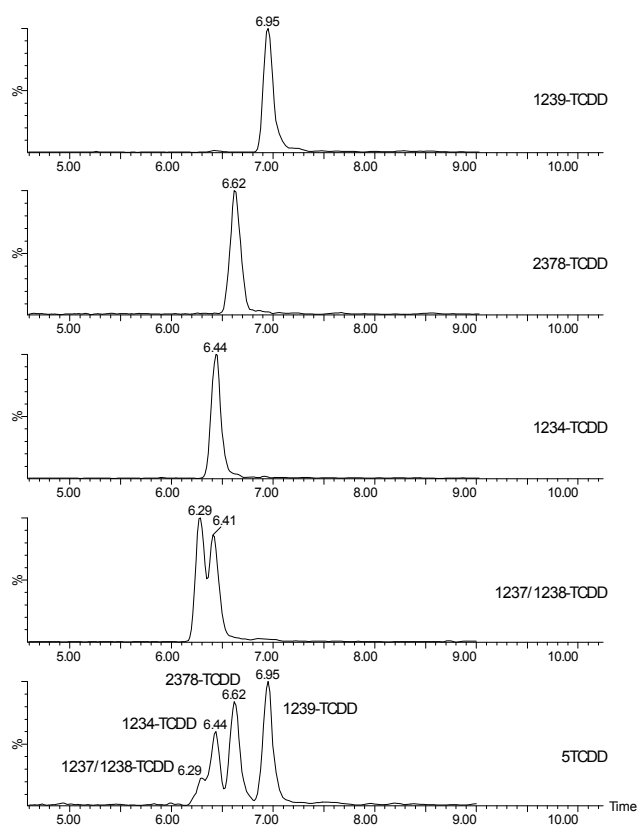 6.95
%
1239-TCDD
5.00 6.00 7.00 8.00 9.00 10.00
6.62
%
2378-TCDD
5.00 6.00 7.00 8.00 9.00 10.00
6.44
%
1234-TCDD
5.00 6.00 7.00 8.00 9.00 10.00
6.29
6.41
%
1237/1238-TCDD
5.00 6.00 7.00 8.00 9.00 10.00
2378-TCDD 6.95
6.62 1239-TCDD
1234-TCDD 6.44
%
1237/1238-TCDD 6.29
5TCDD
Time
5.00 6.00 7.00 8.00 9.00 10.00